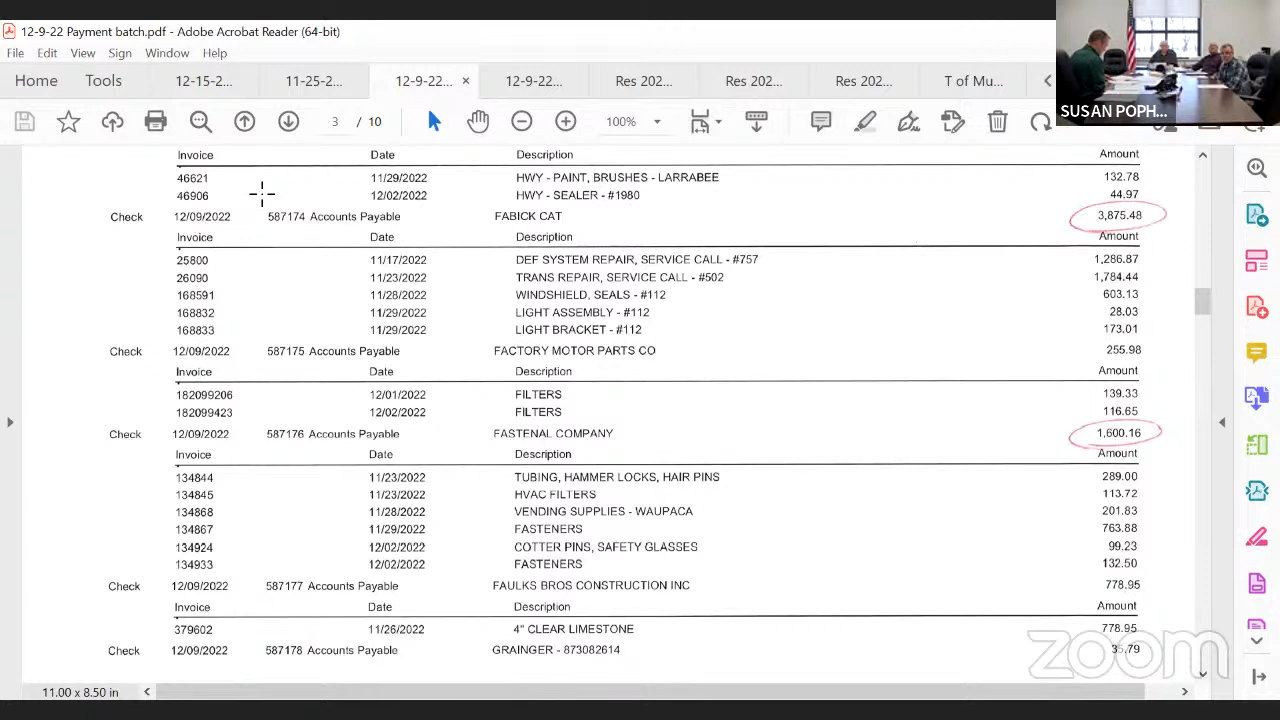 12-9-22 Payment batch.pdf - Adobe Acrobat Reader (64-bit)
File Edit View Sign Window Help
Home Tools 12-15-2... 11-25-2... 12-9-22... × 12-9-22... Res 202... Res 202... Res 202... T of Mu...
SUSAN POPH...
3 / 10 100%
Invoice Date Description Amount
46621 11/29/2022 HWY - PAINT, BRUSHES - LARRABEE 132.78
46906 12/02/2022 HWY - SEALER - #1980 44.97
Check 12/09/2022 587174 Accounts Payable FABICK CAT 3,875.48
Invoice Date Description Amount
25800 11/17/2022 DEF SYSTEM REPAIR, SERVICE CALL - #757 1,286.87
26090 11/23/2022 TRANS REPAIR, SERVICE CALL - #502 1,784.44
168591 11/28/2022 WINDSHIELD, SEALS - #112 603.13
168832 11/29/2022 LIGHT ASSEMBLY - #112 28.03
168833 11/29/2022 LIGHT BRACKET - #112 173.01
Check 12/09/2022 587175 Accounts Payable FACTORY MOTOR PARTS CO 255.98
Invoice Date Description Amount
182099206 12/01/2022 FILTERS 139.33
182099423 12/02/2022 FILTERS 116.65
Check 12/09/2022 587176 Accounts Payable FASTENAL COMPANY 1,600.16
Invoice Date Description Amount
134844 11/23/2022 TUBING, HAMMER LOCKS, HAIR PINS 289.00
134845 11/23/2022 HVAC FILTERS 113.72
134868 11/28/2022 VENDING SUPPLIES - WAUPACA 201.83
134867 11/29/2022 FASTENERS 763.88
134924 12/02/2022 COTTER PINS, SAFETY GLASSES 99.23
134933 12/02/2022 FASTENERS 132.50
Check 12/09/2022 587177 Accounts Payable FAULKS BROS CONSTRUCTION INC 778.95
Invoice Date Description Amount
379602 11/26/2022 4" CLEAR LIMESTONE 778.95
Check 12/09/2022 587178 Accounts Payable GRAINGER - 873082614 35.79
zoom
11.00 x 8.50 in